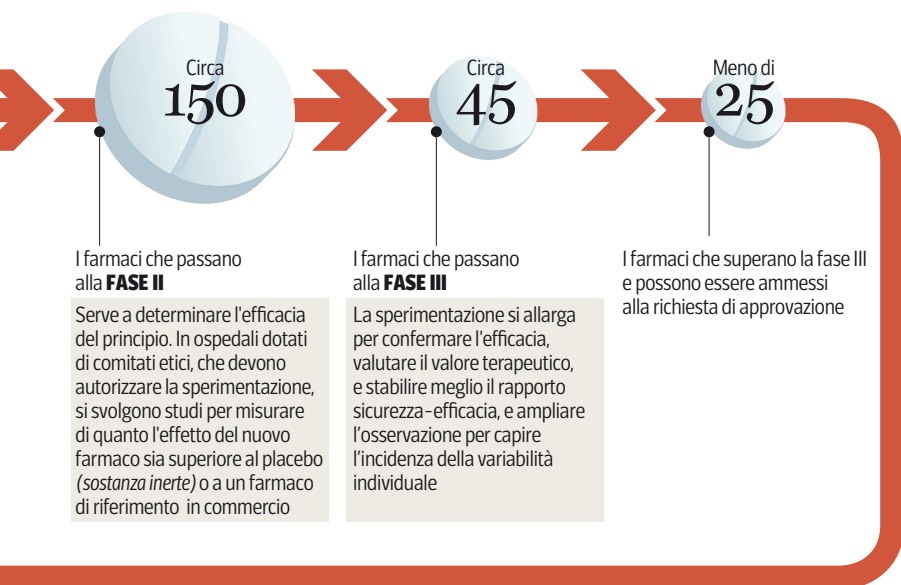 Circa
150
I farmaci che passano
alla FASE II
Serve a determinare l'efficacia
del principio. In ospedali dotati
di comitati etici, che devono
autorizzare la sperimentazione,
si svolgono studi per misurare
di quanto l'effetto del nuovo
farmaco sia superiore al placebo
(sostanza inerte) o a un farmaco
di riferimento in commercio
Circa
45
I farmaci che passano
alla FASE III
La sperimentazione si allarga
per confermare l'efficacia,
valutare il valore terapeutico,
e stabilire meglio il rapporto
sicurezza-efficacia, e ampliare
l’osservazione per capire
l’incidenza della variabilità
individuale
Meno di
25
I farmaci che superano la fase III
e possono essere ammessi
alla richiesta di approvazione